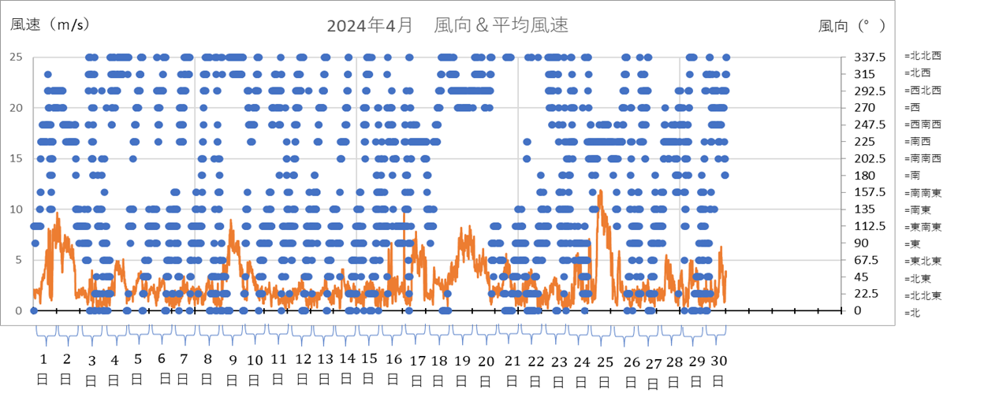 風速（m/s）
2024年4月　風向＆平均風速
風向（°）
25
20
15
10
5
0
337.5
315
292.5
270
247.5
225
202.5
180
157.5
135
112.5
90
67.5
45
22.5
0
=北北西
=北西
=西北西
=西
=西南西
=南西
=南南西
=南
=南南東
=南東
=東南東
=東
=東北東
=北東
=北北東
=北
1日
2日
3日
4日
5日
6日
7日
8日
9日
10日
11日
12日
13日
14日
15日
16日
17日
18日
19日
20日
21日
22日
23日
24日
25日
26日
27日
28日
29日
30日